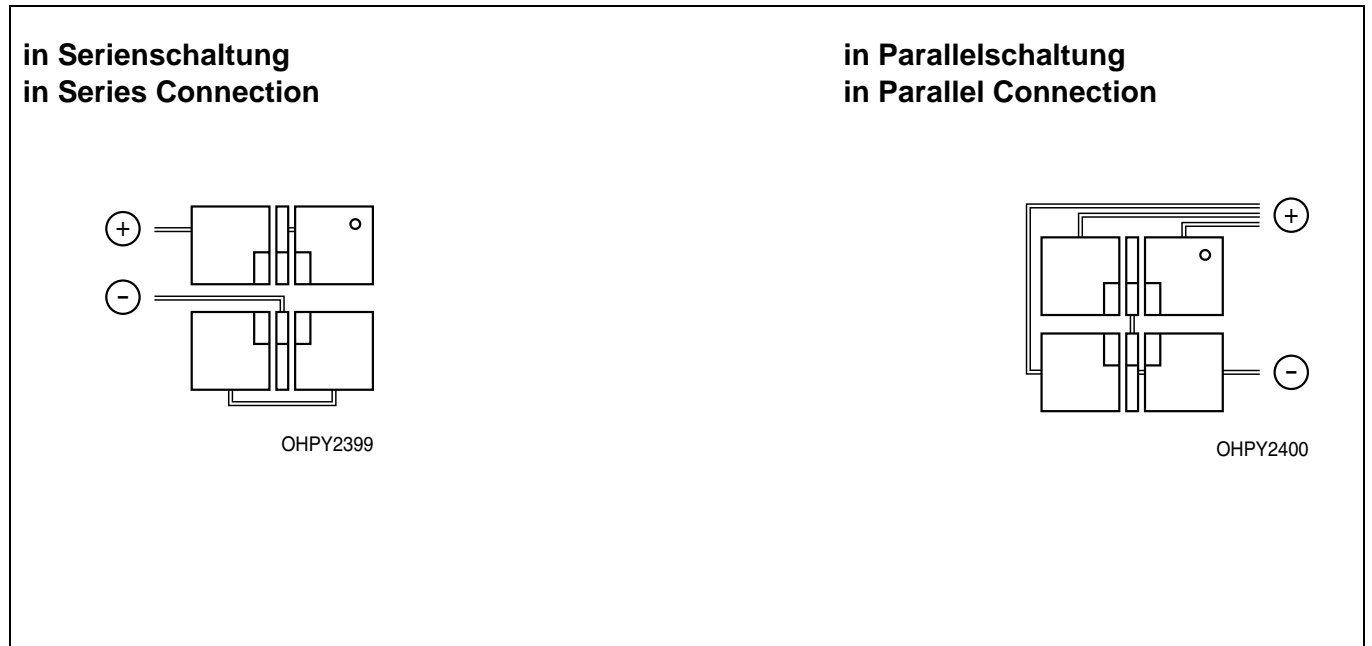 in Serienschaltung
in Series Connection
+
-
OHPY2399
in Parallelschaltung
in Parallel Connection
+
-
OHPY2400